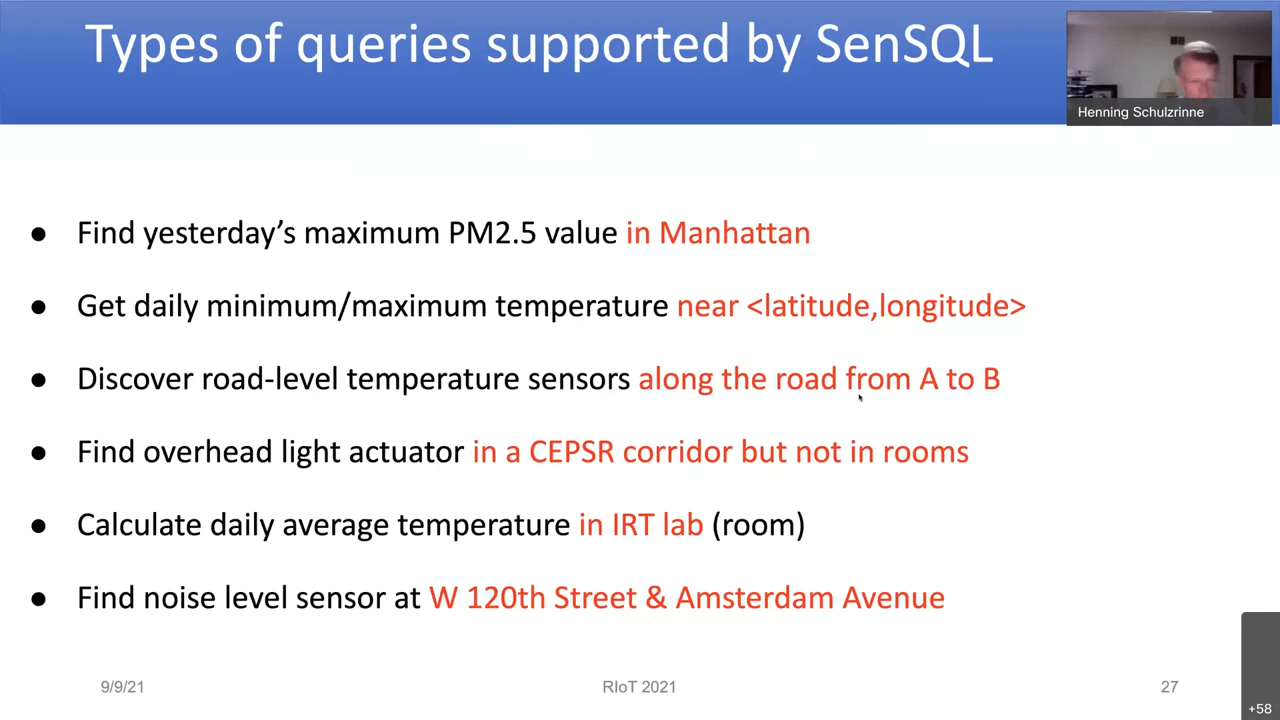 Types of queries supported by SenSQL
Henning Schulzrinne
● Find yesterday’s maximum PM2.5 value in Manhattan
● Get daily minimum/maximum temperature near <latitude,longitude>
● Discover road-level temperature sensors along the road from A to B
● Find overhead light actuator in a CEPSR corridor but not in rooms
● Calculate daily average temperature in IRT lab (room)
● Find noise level sensor at W 120th Street & Amsterdam Avenue
9/9/21
RIoT 2021
27
+58